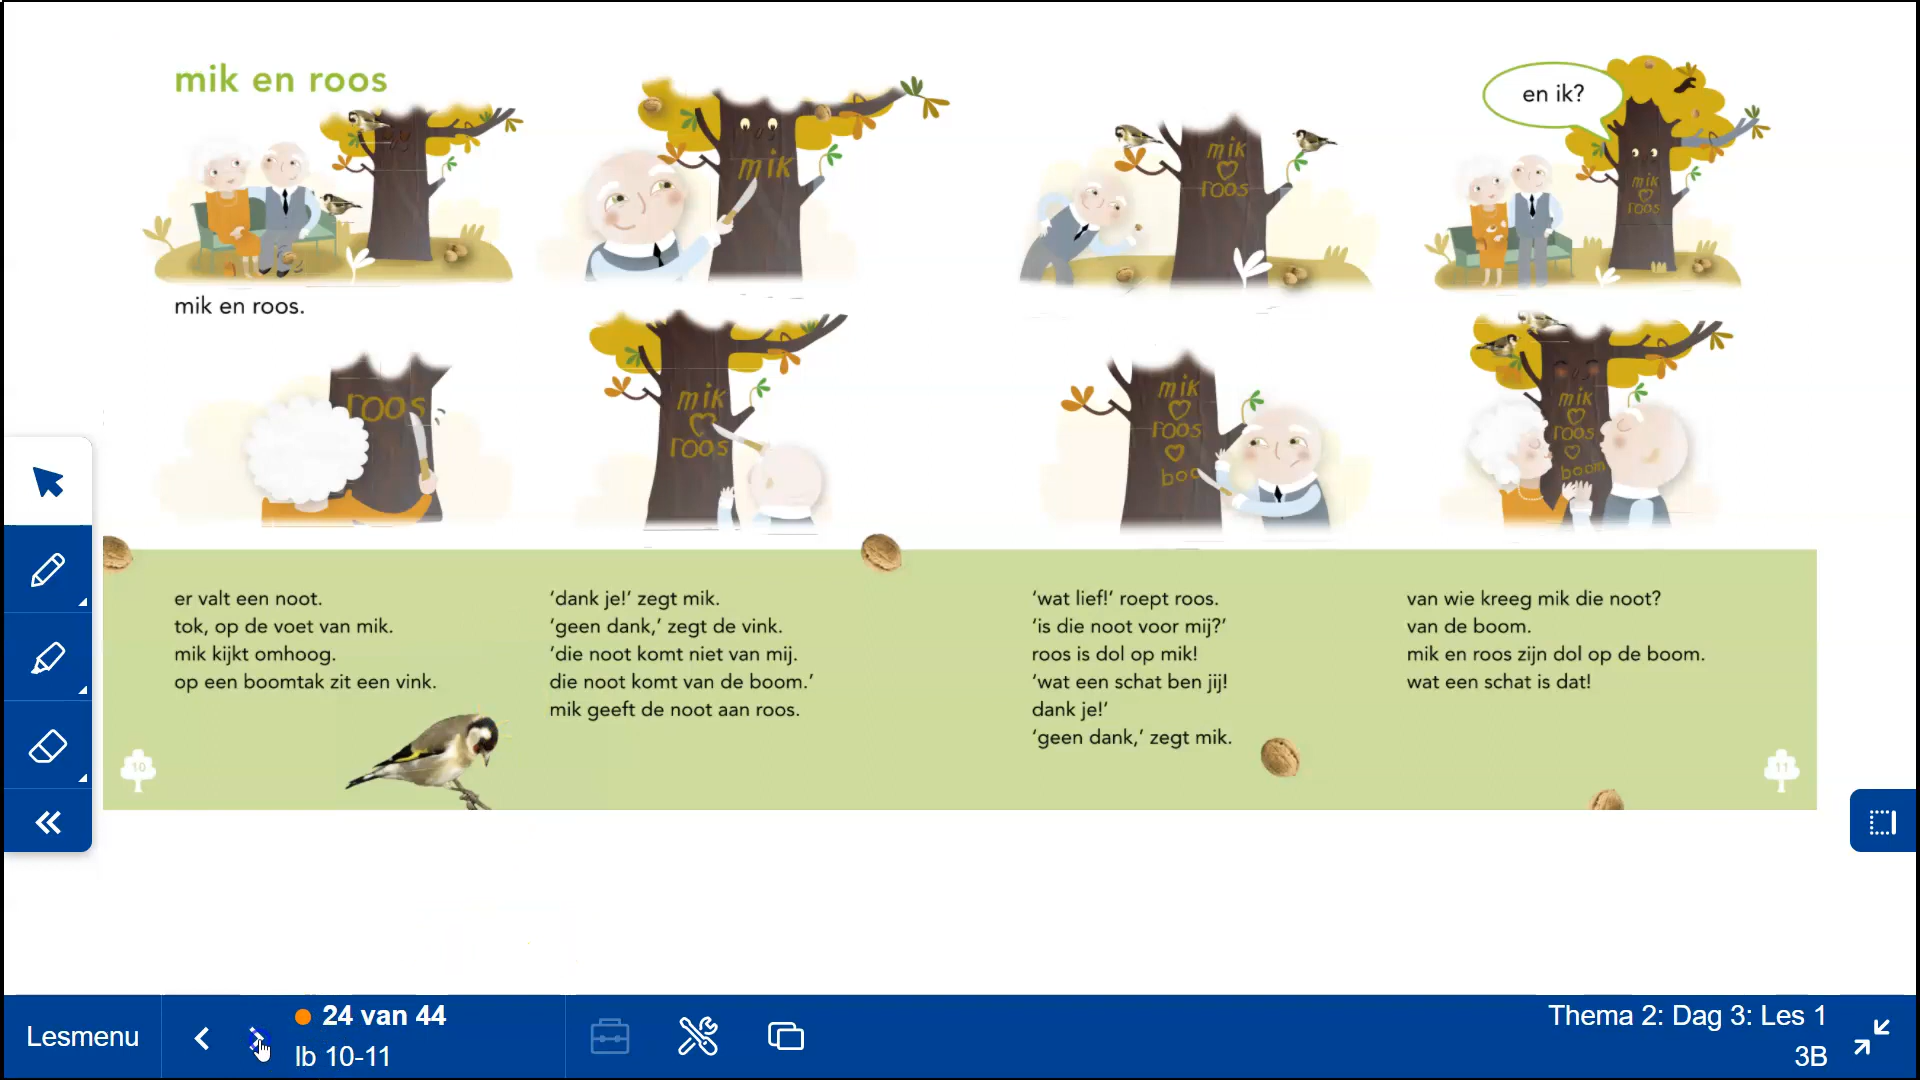 mik en roos
mik
mik
roos
en ik?
mik
roos
mik en roos.
roos
mik
roos
mik
roos
boo
mik
roos
boom
er valt een noot.
tok, op de voet van mik.
mik kijkt omhoog.
op een boomtak zit een vink.
‘dank je!’ zegt mik.
‘geen dank,’ zegt de vink.
‘die noot komt niet van mij.
die noot komt van de boom.’
mik geeft de noot aan roos.
‘wat lief!’ roept roos.
‘is die noot voor mij?’
roos is dol op mik!
‘wat een schat ben jij!
dank je!’
‘geen dank,’ zegt mik.
van wie kreeg mik die noot?
van de boom.
mik en roos zijn dol op de boom.
wat een schat is dat!
10
11
Lesmenu
24 van 44
lb 10-11
Thema 2: Dag 3: Les 1
3B